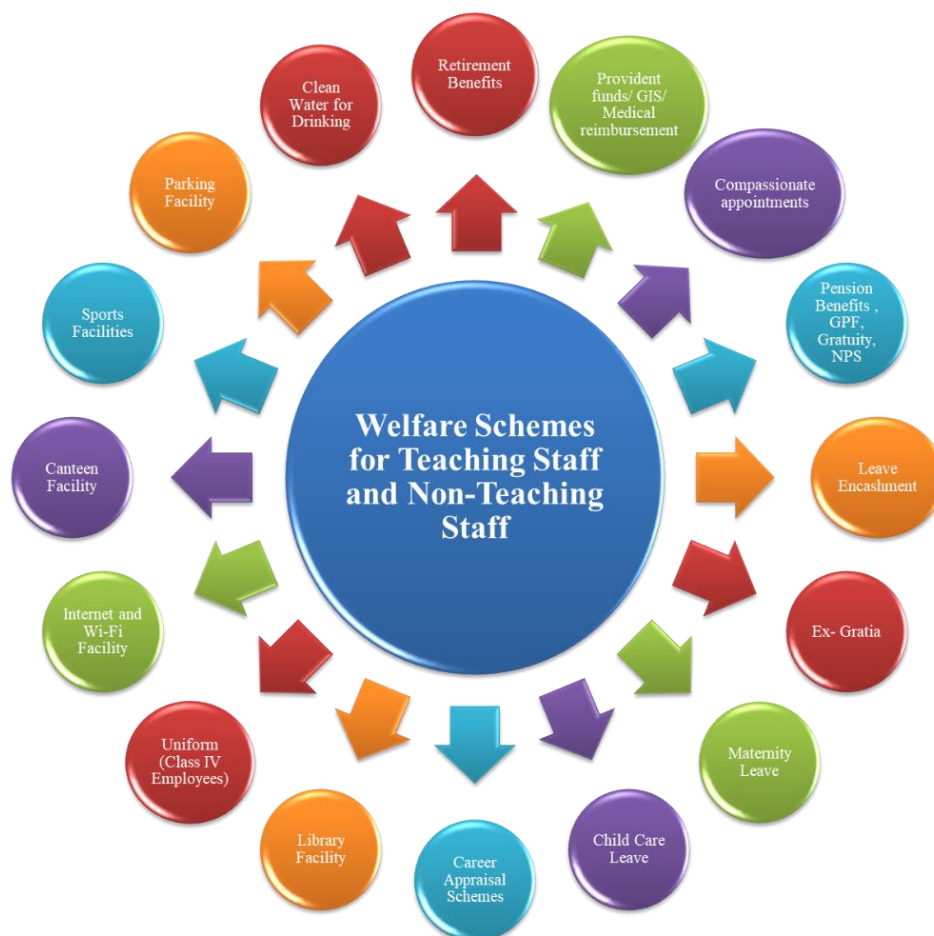 Welfare Schemes
for Teaching Staff
and Non-Teaching
Staff
Retirement
Benefits
Provident
funds/ GIS/
Medical
reimbursement
Compassionate
appointments
Pension
Benefits ,
GPF,
Gratuity,
NPS
Leave
Encashment
Ex- Gratia
Maternity
Leave
Child Care
Leave
Career
Appraisal
Schemes
Library
Facility
Uniform
(Class IV
Employees)
Internet and
Wi-Fi
Facility
Canteen
Facility
Sports
Facilities
Parking
Facility
Clean
Water for
Drinking